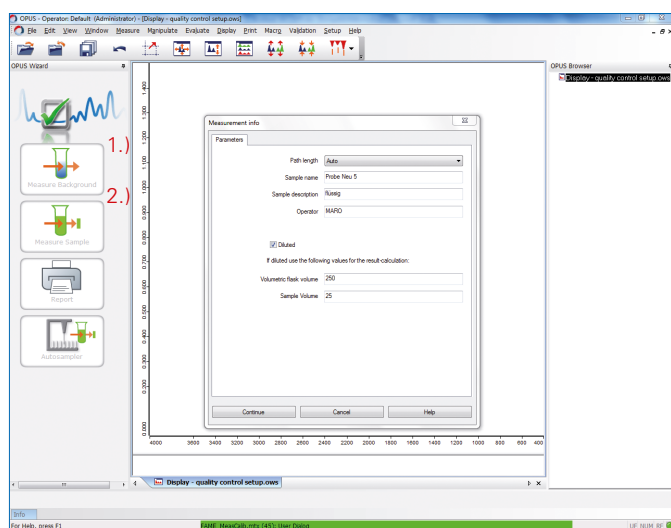 OPUS - Operator: Default (Administrator) - [Display - quality control setup.ows]
File Edit View Window Measure Manipulate Evaluate Display Print Macro Validation Setup Help
OPUS Wizard
OPUS Browser
Display - quality control setup.ows
1.)
Measure Background
2.)
Measure Sample
Report
Autosampler
Measurement info
Parameters
Path length Auto
Sample name Probe Neu 5
Sample description flüssig
Operator MARO
Diluted
If diluted use the following values for the result-calculation:
Volumetric flask volume 250
Sample Volume 25
Continue Cancel Help
1.400
1.300
1.200
1.100
1.000
0.900
0.800
0.700
0.600
0.500
0.400
0.300
0.200
0.000
4000 3800 3600 3400 3200 3000 2800 2600 2400 2200 2000 1800 1600 1400 1200 1000 800 600 400
Display - quality control setup.ows
Info
For Help, press F1
FAME_MeasCalib.mtx [45]: User Dialog
NUM